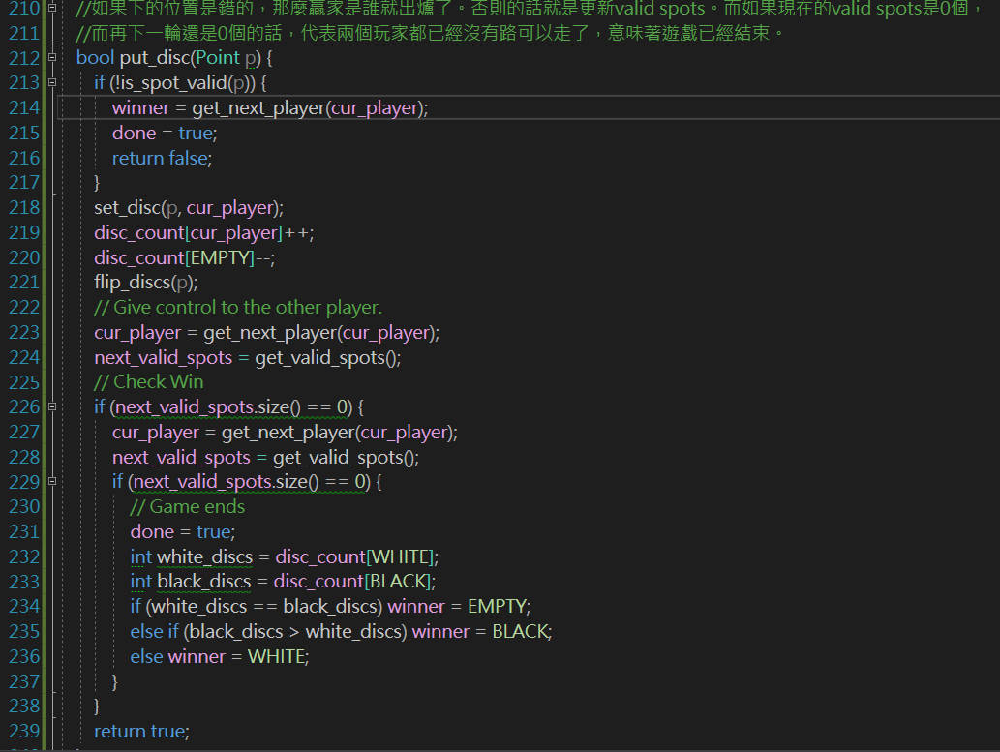 210 //如果下的位置是錯的，那麼贏家是誰就出爐了。否則的話就是更新valid spots。而如果現在的valid spots是0個，
211 //而再下一輪還是0個的話，代表兩個玩家都已經沒有路可以走了，意味著遊戲已經結束。
212 bool put_disc(Point p) {
213 if (!is_spot_valid(p)) {
214 winner = get_next_player(cur_player);
215 done = true;
216 return false;
217 }
218 set_disc(p, cur_player);
219 disc_count[cur_player]++;
220 disc_count[EMPTY]--;
221 flip_discs(p);
222 // Give control to the other player.
223 cur_player = get_next_player(cur_player);
224 next_valid_spots = get_valid_spots();
225 // Check Win
226 if (next_valid_spots.size() == 0) {
227 cur_player = get_next_player(cur_player);
228 next_valid_spots = get_valid_spots();
229 if (next_valid_spots.size() == 0) {
230 // Game ends
231 done = true;
232 int white_discs = disc_count[WHITE];
233 int black_discs = disc_count[BLACK];
234 if (white_discs == black_discs) winner = EMPTY;
235 else if (black_discs > white_discs) winner = BLACK;
236 else winner = WHITE;
237 }
238 }
239 return true;